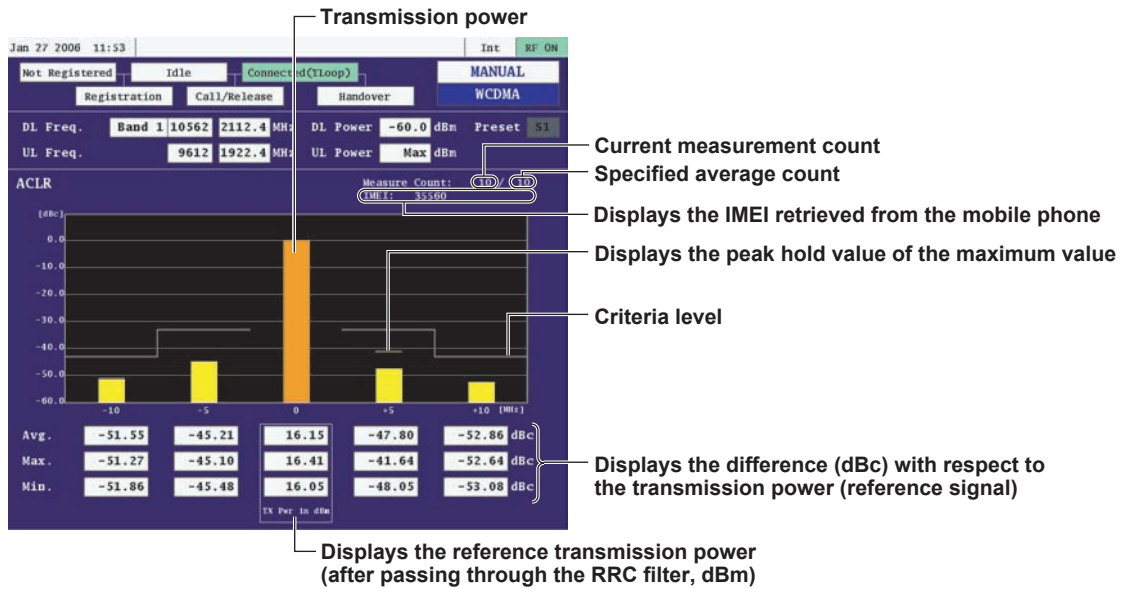 Transmission power
Jan 27 2006 11:53 Int RF ON
Not Registered Idle Connected(TLoop) MANUAL
Registration Call/Release Handover WCDMA
DL Freq. Band 1 10562 2112.4 MHz DL Power -60.0 dBm Preset S1
UL Freq. 9612 1922.4 MHz UL Power Max dBm
Current measurement count
Specified average count
ACLR Measure Count: 10 / 10
IMEI: 35560
Displays the IMEI retrieved from the mobile phone
[dBc]
0.0
Displays the peak hold value of the maximum value
-10.0
-20.0
-30.0
Criteria level
-40.0
-50.0
-60.0
-10 -5 0 +5 +10 [MHz]
Avg. -51.55 -45.21 16.15 -47.80 -52.86 dBc
Max. -51.27 -45.10 16.41 -41.64 -52.64 dBc
Min. -51.86 -45.48 16.05 -48.05 -53.08 dBc
Displays the difference (dBc) with respect to
the transmission power (reference signal)
TX Pwr in dBm
Displays the reference transmission power
(after passing through the RRC filter, dBm)